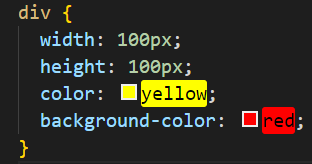 div {
  width: 100px;
  height: 100px;
  color: yellow;
  background-color: red;
}